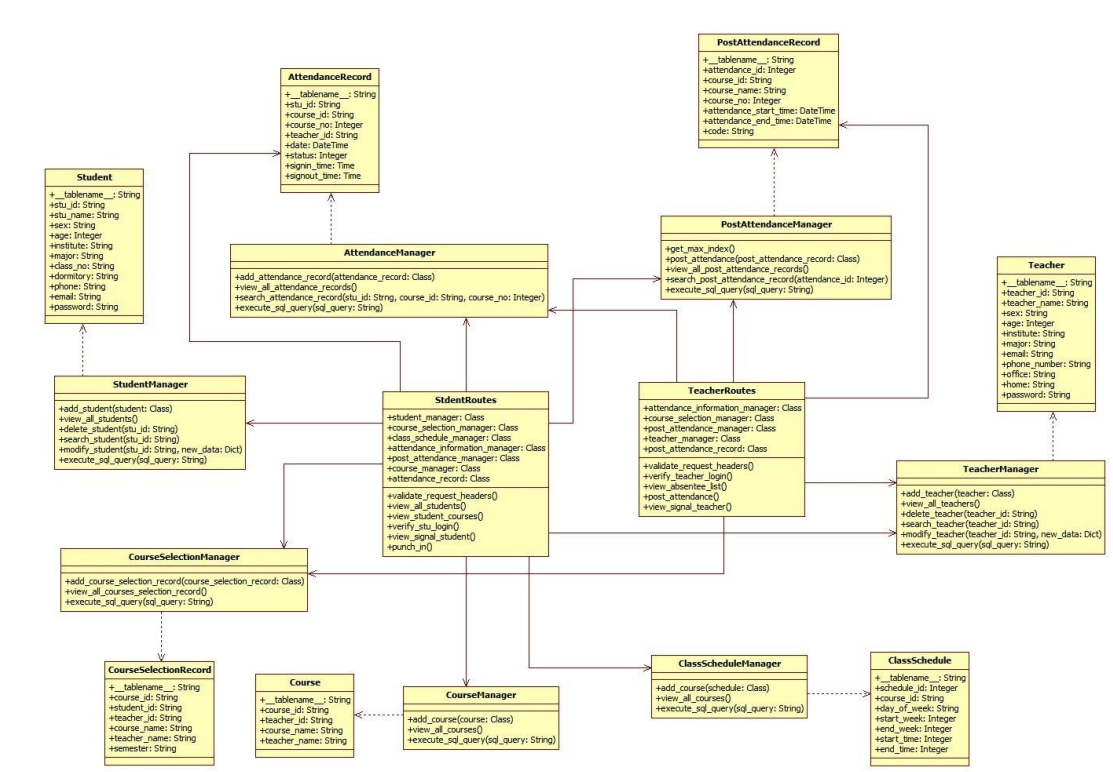 PostAttendanceRecord
+__tablename__: String
+attendance_id: Integer
+course_id: String
+course_name: String
+course_no: Integer
+attendance_start_time: DateTime
+attendance_end_time: DateTime
+code: String
AttendanceRecord
+__tablename__: String
+stu_id: String
+course_id: String
+course_no: Integer
+teacher_id: String
+date: DateTime
+status: Integer
+signin_time: Time
+signout_time: Time
Student
+__tablename__: String
+stu_id: String
+stu_name: String
+sex: String
+age: Integer
+institute: String
+major: String
+class_no: String
+dormitory: String
+phone: String
+email: String
+password: String
PostAttendanceManager
+get_max_index()
+post_attendance(post_attendance_record: Class)
+view_all_post_attendance_records()
+search_post_attendance_record(attendance_id: Integer)
+execute_sql_query(sql_query: String)
AttendanceManager
+add_attendance_record(attendance_record: Class)
+view_all_attendance_records()
+search_attendance_record(stu_id: Strng, course_id: String, course_no: Integer)
+execute_sql_query(sql_query: String)
Teacher
+__tablename__: String
+teacher_id: String
+teacher_name: String
+sex: String
+age: Integer
+institute: String
+major: String
+email: String
+phone_number: String
+office: String
+home: String
+password: String
StudentManager
+add_student(student: Class)
+view_all_students()
+delete_student(stu_id: String)
+search_student(stu_id: String)
+modify_student(stu_id: String, new_data: Dict)
+execute_sql_query(sql_query: String)
StdentRoutes
+student_manager: Class
+course_selection_manager: Class
+class_schedule_manager: Class
+attendance_information_manager: Class
+post_attendance_manager: Class
+course_manager: Class
+attendance_record: Class
+validate_request_headers()
+view_all_students()
+view_student_courses()
+verify_stu_login()
+view_signal_student()
+punch_in()
TeacherRoutes
+attendance_information_manager: Class
+course_selection_manager: Class
+post_attendance_manager: Class
+teacher_manager: Class
+post_attendance_record: Class
+validate_request_headers()
+verify_teacher_login()
+view_absentee_list()
+post_attendance()
+view_signal_teacher()
TeacherManager
+add_teacher(teacher: Class)
+view_all_teachers()
+delete_teacher(teacher_id: String)
+search_teacher(teacher_id: String)
+modify_teacher(teacher_id: String, new_data: Dict)
+execute_sql_query(sql_query: String)
CourseSelectionManager
+add_course_selection_record(course_selection_record: Class)
+view_all_courses_selection_record()
+execute_sql_query(sql_query: String)
CourseSelectionRecord
+__tablename__: String
+course_id: String
+student_id: String
+teacher_id: String
+course_name: String
+teacher_name: String
+semester: String
Course
+__tablename__: String
+course_id: String
+teacher_id: String
+course_name: String
+teacher_name: String
CourseManager
+add_course(course: Class)
+view_all_courses()
+execute_sql_query(sql_query: String)
ClassScheduleManager
+add_course(schedule: Class)
+view_all_courses()
+execute_sql_query(sql_query: String)
ClassSchedule
+__tablename__: String
+schedule_id: Integer
+course_id: String
+day_of_week: String
+start_week: Integer
+end_week: Integer
+start_time: Integer
+end_time: Integer